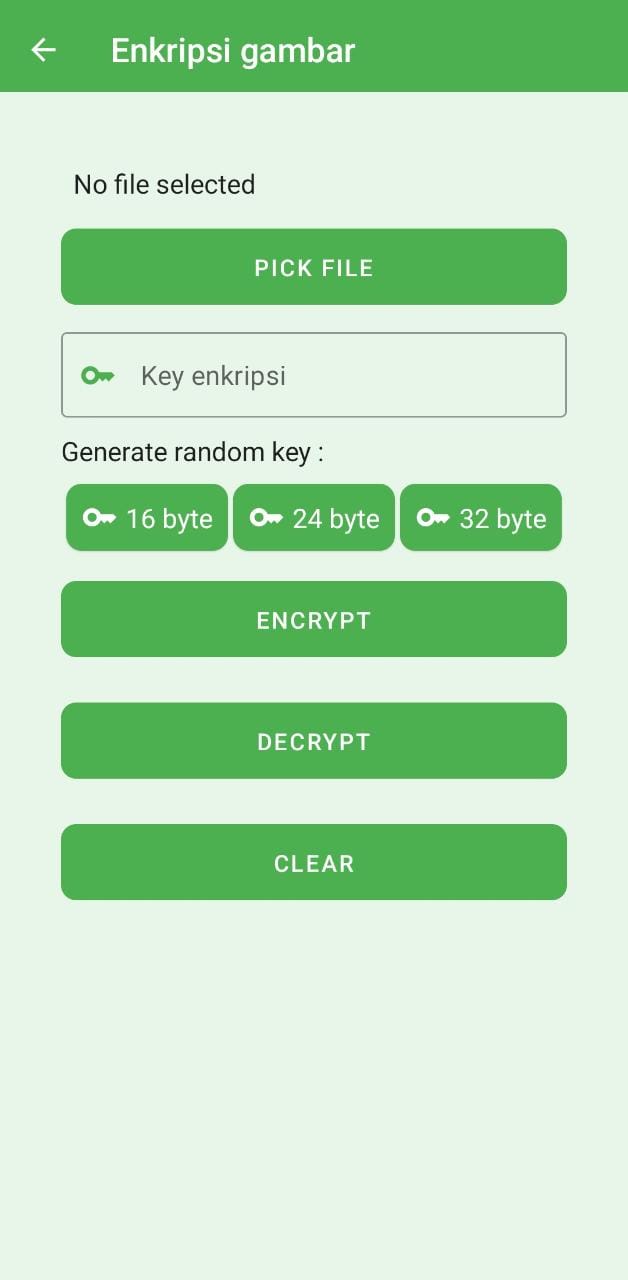 Enkripsi gambar
No file selected
PICK FILE
Key enkripsi
Generate random key :
16 byte 24 byte 32 byte
ENCRYPT
DECRYPT
CLEAR